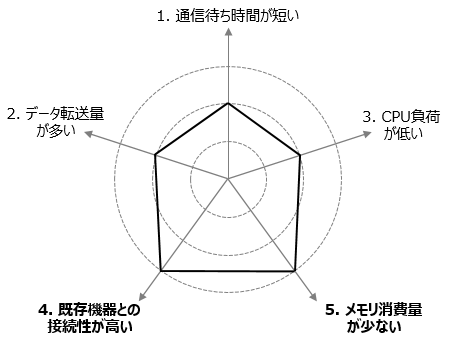 1. 通信待ち時間が短い
2. データ転送量
が多い
3. CPU負荷
が低い
4. 既存機器との
接続性が高い
5. メモリ消費量
が少ない